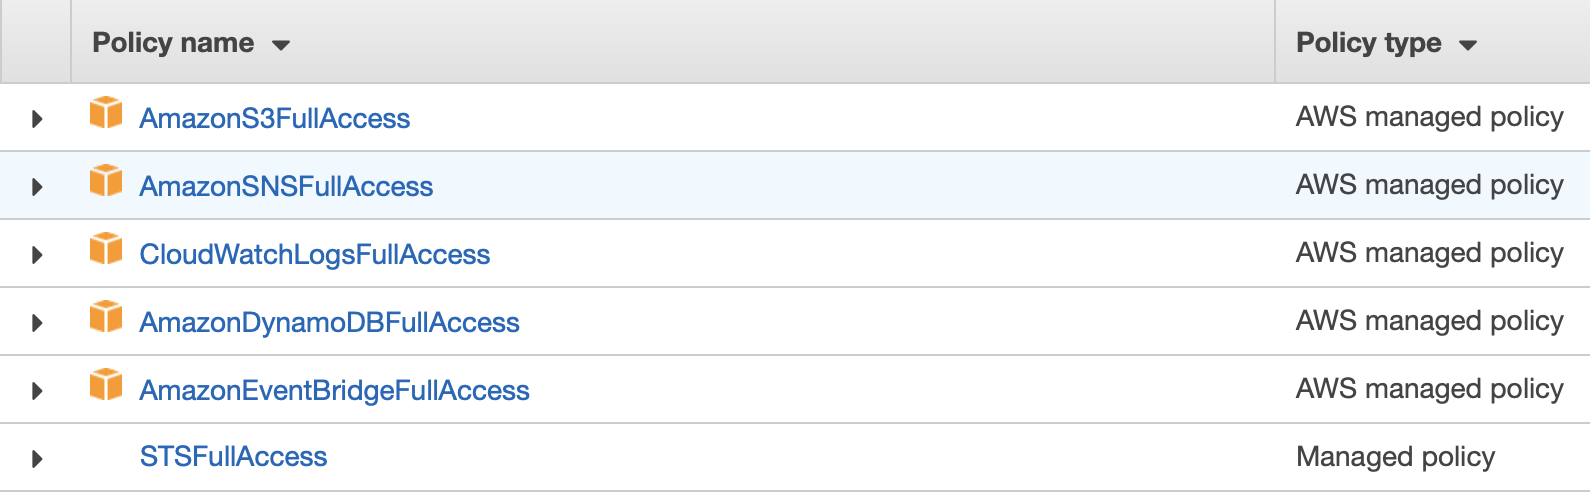 Policy name Policy type
AmazonS3FullAccess AWS managed policy
AmazonSNSFullAccess AWS managed policy
CloudWatchLogsFullAccess AWS managed policy
AmazonDynamoDBFullAccess AWS managed policy
AmazonEventBridgeFullAccess AWS managed policy
STSFullAccess Managed policy